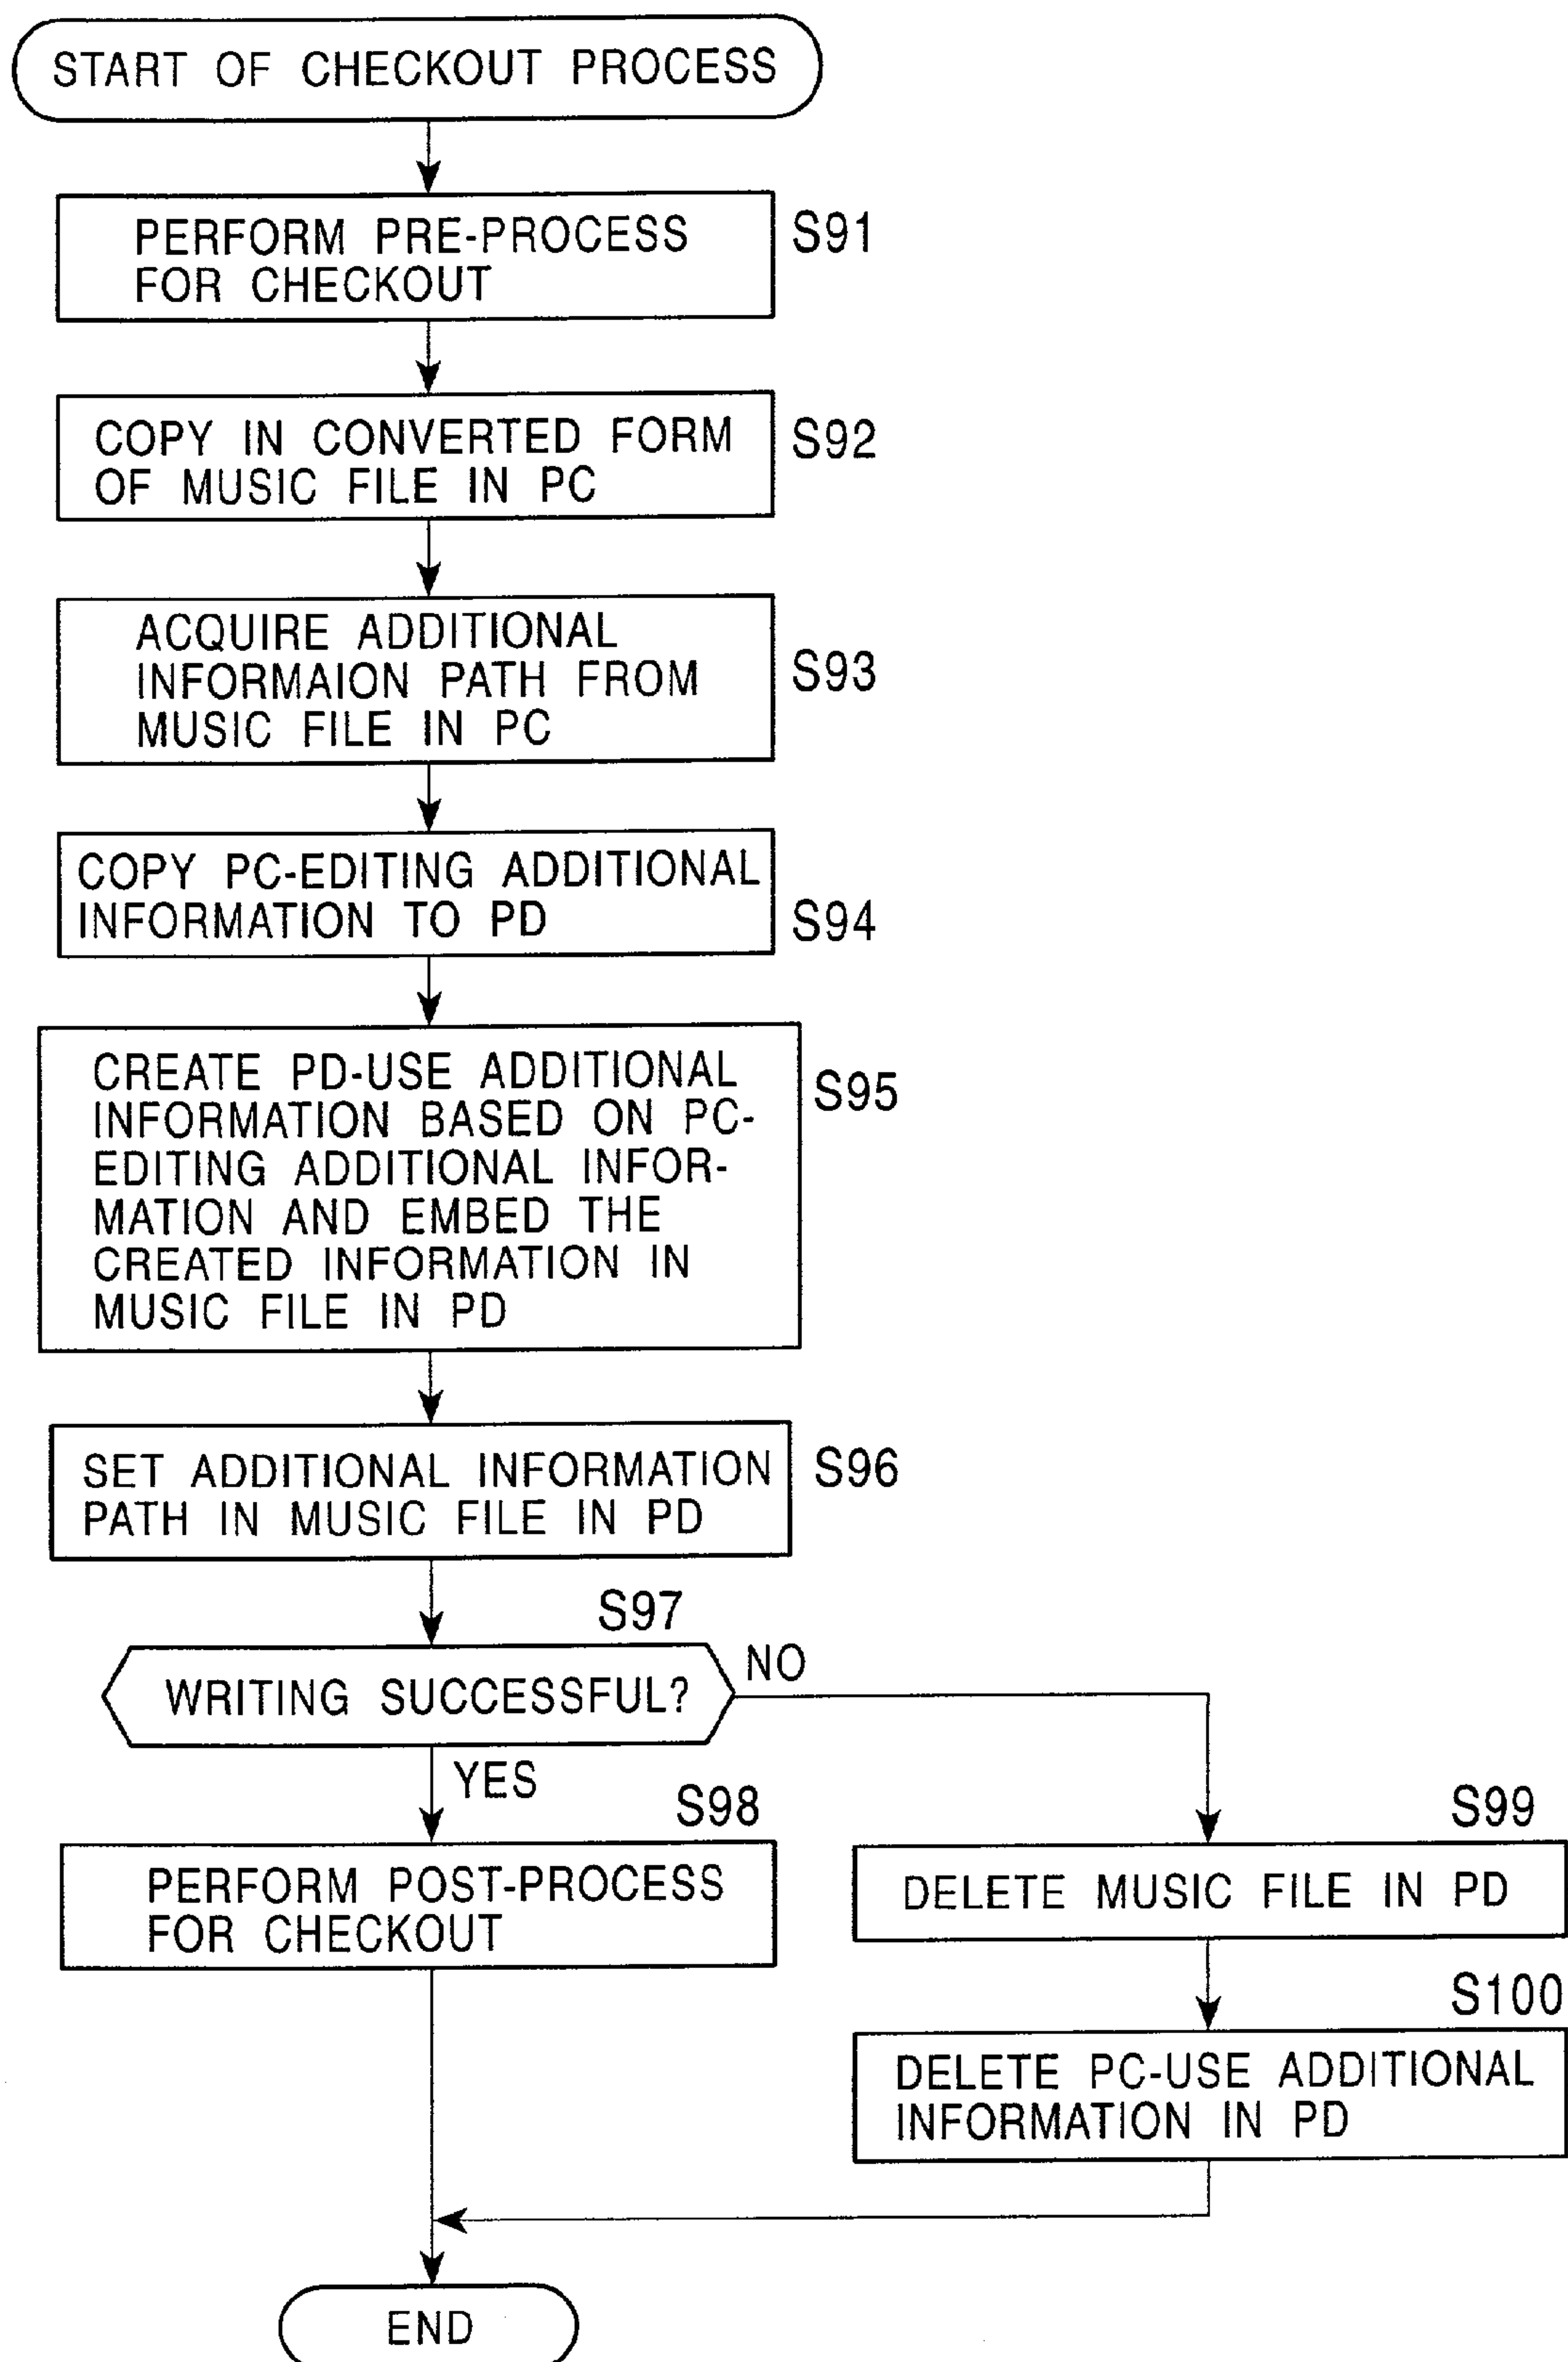 START OF CHECKOUT PROCESS
PERFORM PRE-PROCESS
FOR CHECKOUT
S91
COPY IN CONVERTED FORM
OF MUSIC FILE IN PC
S92
ACQUIRE ADDITIONAL
INFORMAION PATH FROM
MUSIC FILE IN PC
S93
COPY PC-EDITING ADDITIONAL
INFORMATION TO PD
S94
CREATE PD-USE ADDITIONAL
INFORMATION BASED ON PC-
EDITING ADDITIONAL INFOR-
MATION AND EMBED THE
CREATED INFORMATION IN
MUSIC FILE IN PD
S95
SET ADDITIONAL INFORMATION
PATH IN MUSIC FILE IN PD
S96
S97
WRITING SUCCESSFUL?
NO
YES
S98
PERFORM POST-PROCESS
FOR CHECKOUT
S99
DELETE MUSIC FILE IN PD
S100
DELETE PC-USE ADDITIONAL
INFORMATION IN PD
END